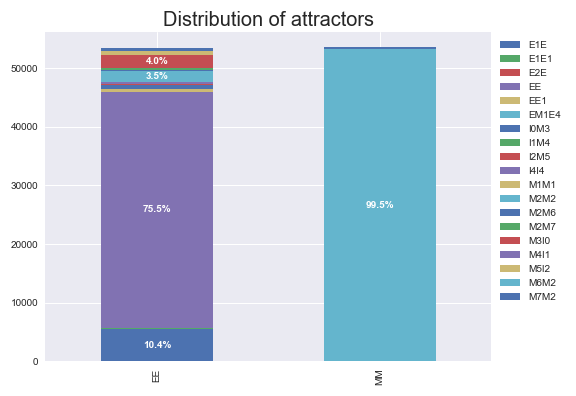 Distribution of attractors
50000
40000
30000
20000
10000
0
4.0%
3.5%
75.5%
10.4%
99.5%
EE
MM
E1E
E1E1
E2E
EE
EE1
EM1E4
I0M3
I1M4
I2M5
I4I4
M1M1
M2M2
M2M6
M2M7
M3I0
M4I1
M5I2
M6M2
M7M2